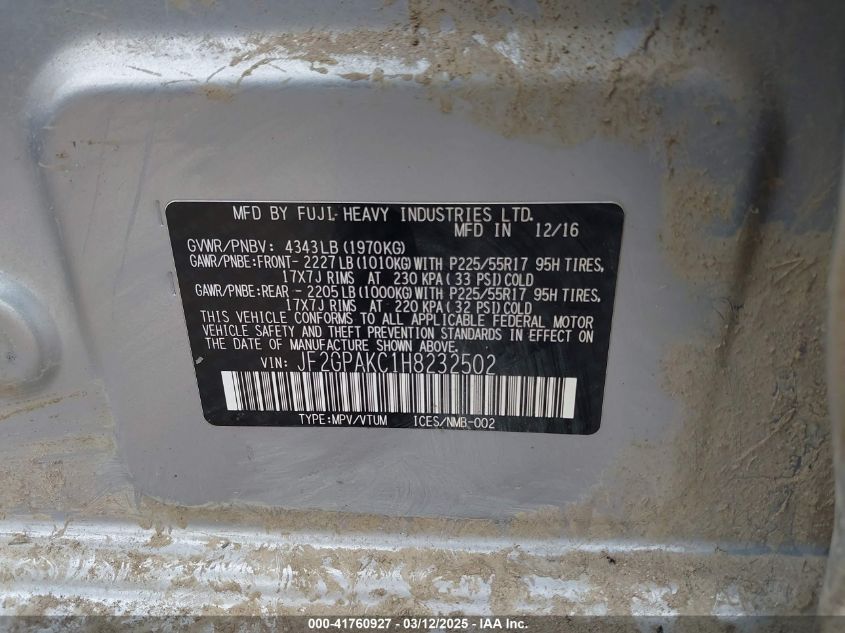 MFD BY FUJI HEAVY INDUSTRIES LTD.
MFD IN 12/16
GVWR/PNBV: 4343LB (1970KG)
GAWR/PNBE:FRONT- 2227LB (1010KG) WITH P225/55R17 95H TIRES,
17X7J RIMS AT 230 KPA (33 PSI) COLD
GAWR/PNBE:REAR - 2205LB (1000KG) WITH P225/55R17 95H TIRES,
17X7J RIMS AT 220 KPA (32 PSI) COLD
THIS VEHICLE CONFORMS TO ALL APPLICABLE FEDERAL MOTOR
VEHICLE SAFETY AND THEFT PREVENTION STANDARDS IN EFFECT ON
THE DATE OF MANUFACTURE SHOWN ABOVE.
VIN: JF2GPAKC1H8232502
TYPE:MPV/VTUM ICES/NMB-002
000-41760927 - 03/12/2025 - IAA Inc.